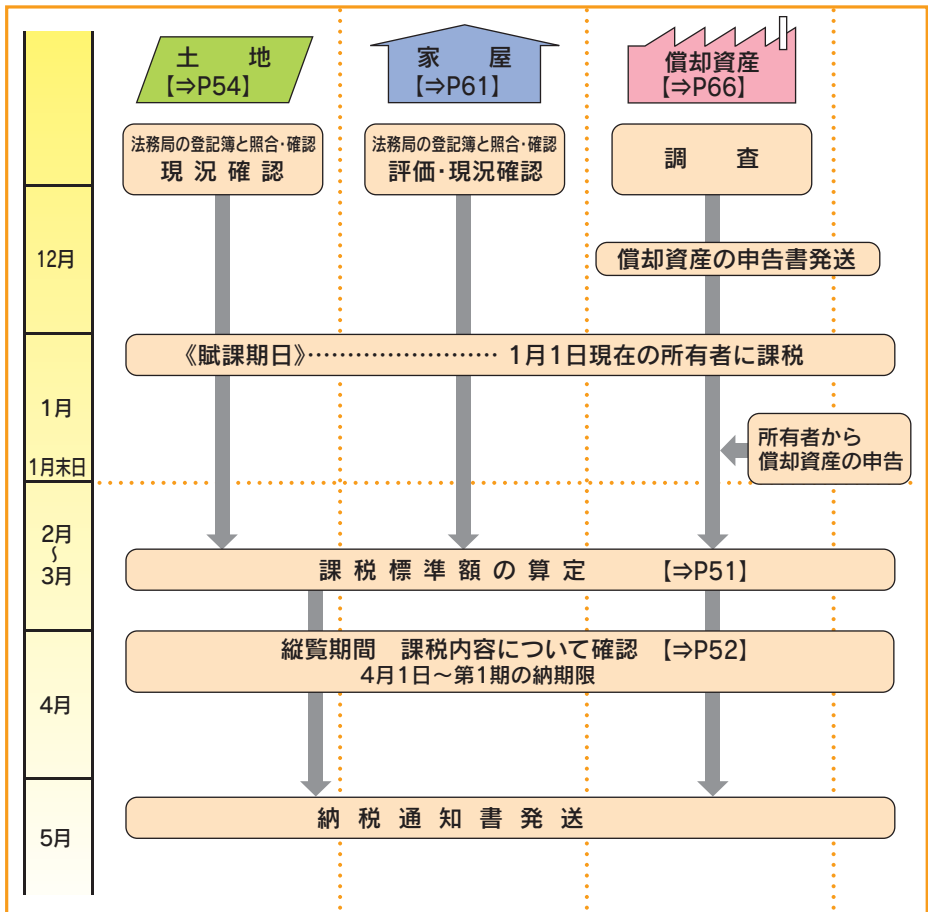 土地
【⇒P54】
家屋
【⇒P61】
償却資産
【⇒P66】
法務局の登記簿と照合・確認
現況確認
法務局の登記簿と照合・確認
評価・現況確認
調査
12月
償却資産の申告書発送
《賦課期日》……………………… 1月1日現在の所有者に課税
1月
所有者から
償却資産の申告
1月末日
2月
〜
3月
課税標準額の算定 【⇒P51】
縦覧期間 課税内容について確認 【⇒P52】
4月1日〜第1期の納期限
4月
納税通知書発送
5月